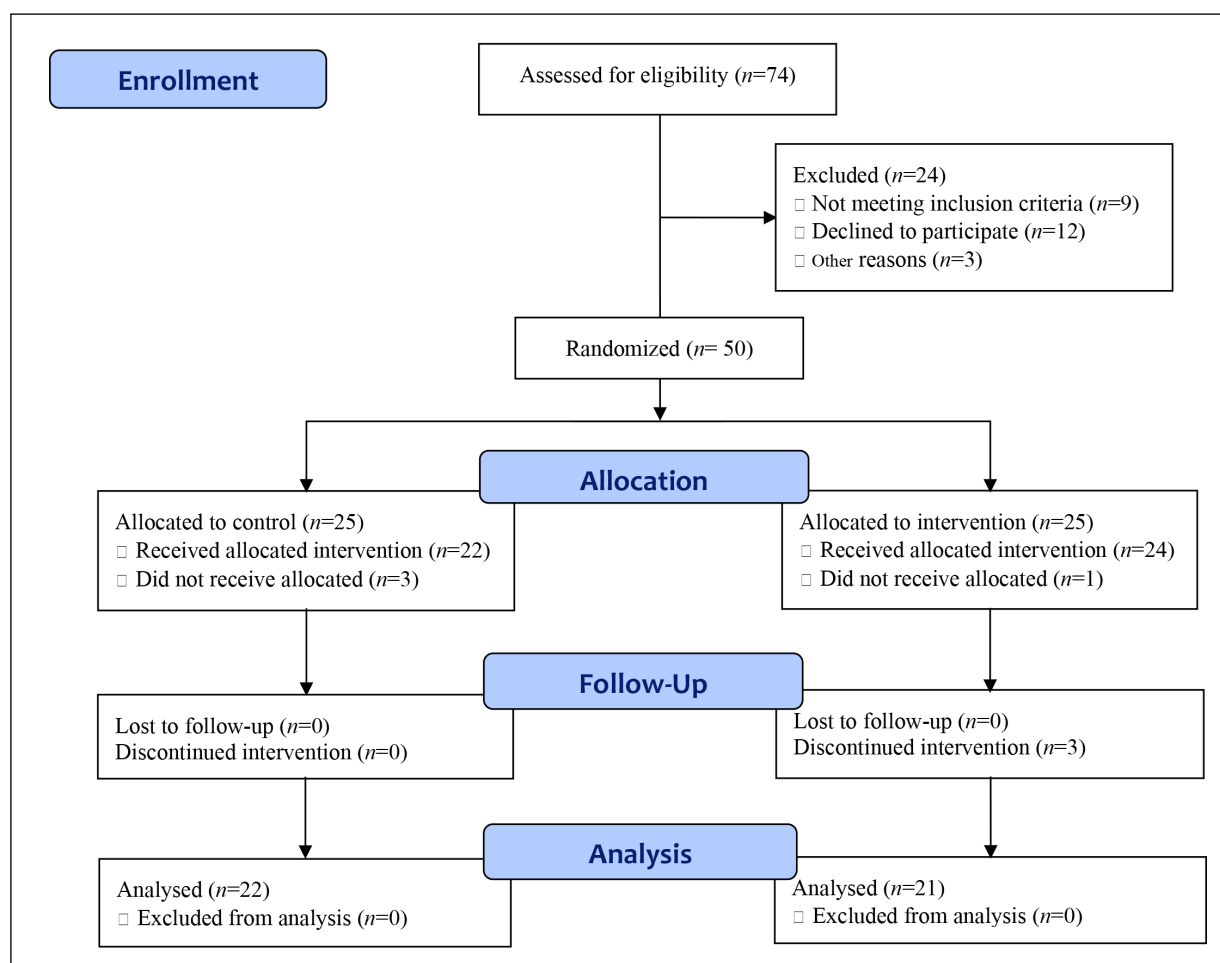 Enrollment
Assessed for eligibility (n=74)
Excluded (n=24)
Not meeting inclusion criteria (n=9)
Declined to participate (n=12)
Other reasons (n=3)
Randomized (n= 50)
Allocation
Allocated to control (n=25)
Received allocated intervention (n=22)
Did not receive allocated (n=3)
Allocated to intervention (n=25)
Received allocated intervention (n=24)
Did not receive allocated (n=1)
Follow-Up
Lost to follow-up (n=0)
Discontinued intervention (n=0)
Lost to follow-up (n=0)
Discontinued intervention (n=3)
Analysis
Analysed (n=22)
Excluded from analysis (n=0)
Analysed (n=21)
Excluded from analysis (n=0)